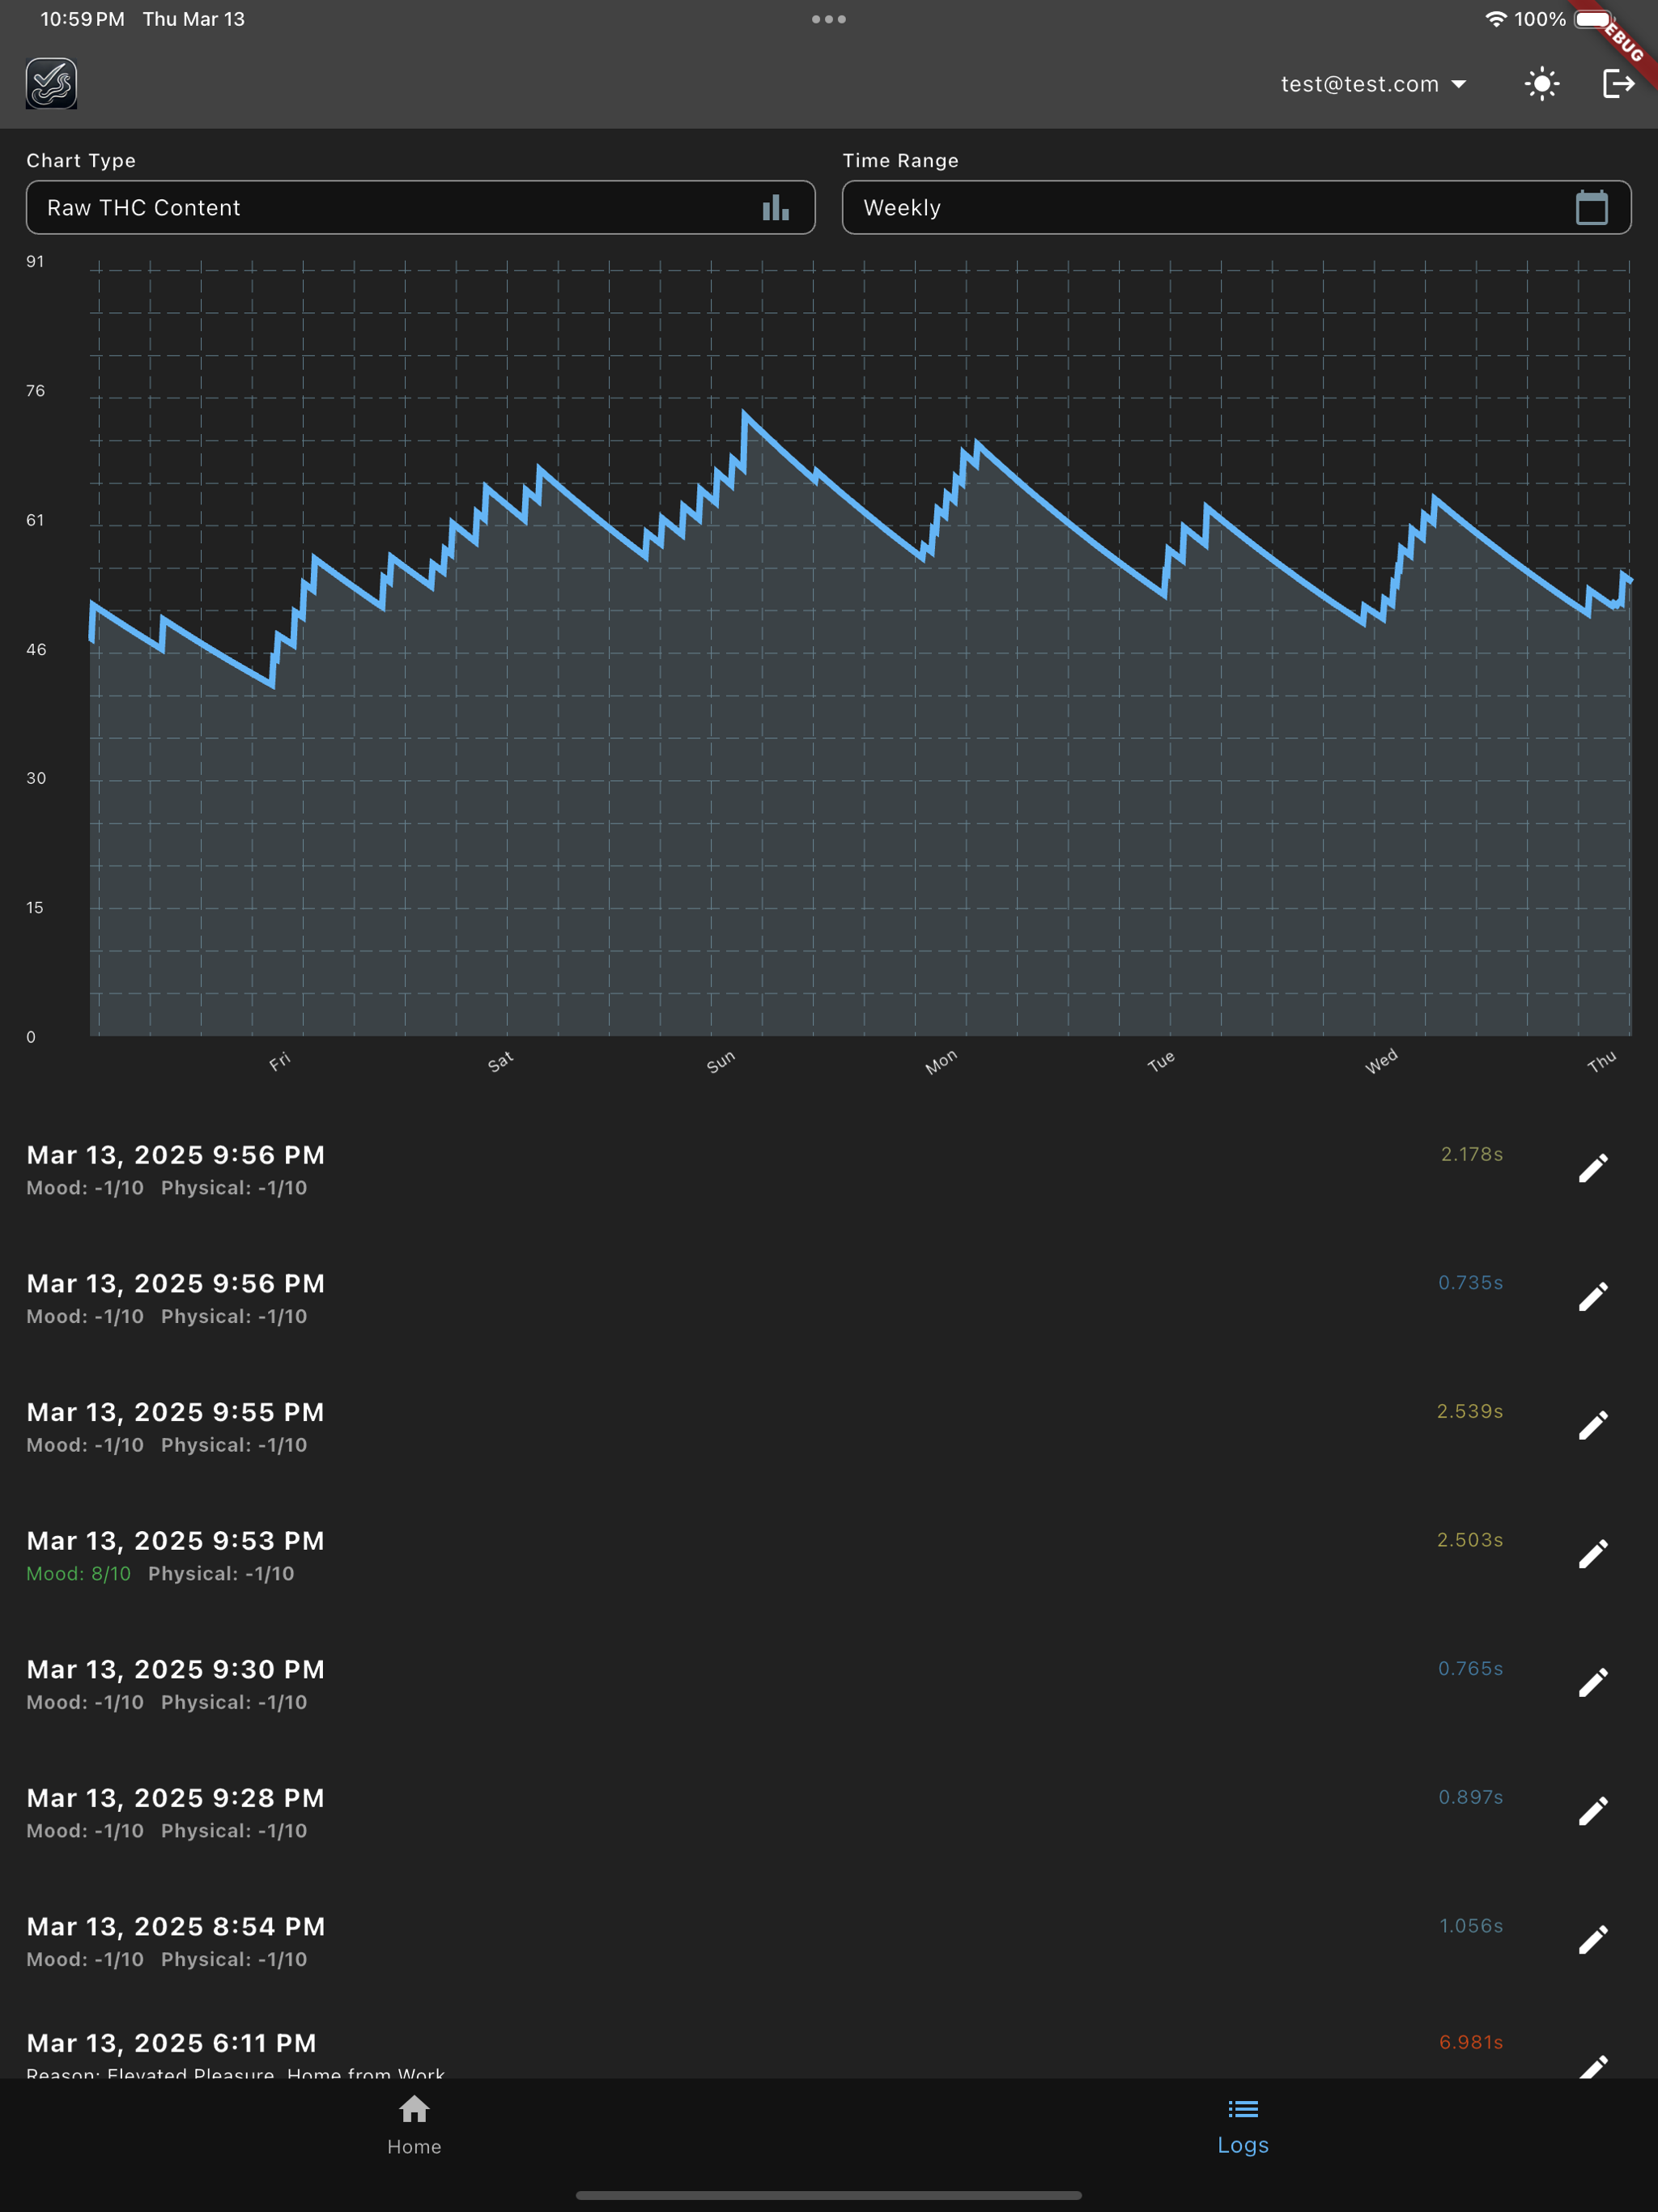 10:59 PM Thu Mar 13
100%
EBUG
test@test.com
Chart Type
Time Range
Raw THC Content
Weekly
91
76
61
46
30
15
0
Fri
Sat
Sun
Mon
Tue
Wed
Thu
Mar 13, 2025 9:56 PM
2.178s
Mood: -1/10 Physical: -1/10
Mar 13, 2025 9:56 PM
0.735s
Mood: -1/10 Physical: -1/10
Mar 13, 2025 9:55 PM
2.539s
Mood: -1/10 Physical: -1/10
Mar 13, 2025 9:53 PM
2.503s
Mood: 8/10 Physical: -1/10
Mar 13, 2025 9:30 PM
0.765s
Mood: -1/10 Physical: -1/10
Mar 13, 2025 9:28 PM
0.897s
Mood: -1/10 Physical: -1/10
Mar 13, 2025 8:54 PM
1.056s
Mood: -1/10 Physical: -1/10
Mar 13, 2025 6:11 PM
6.981s
Reason: Elevated Pleasure, Home from Work
Home
Logs